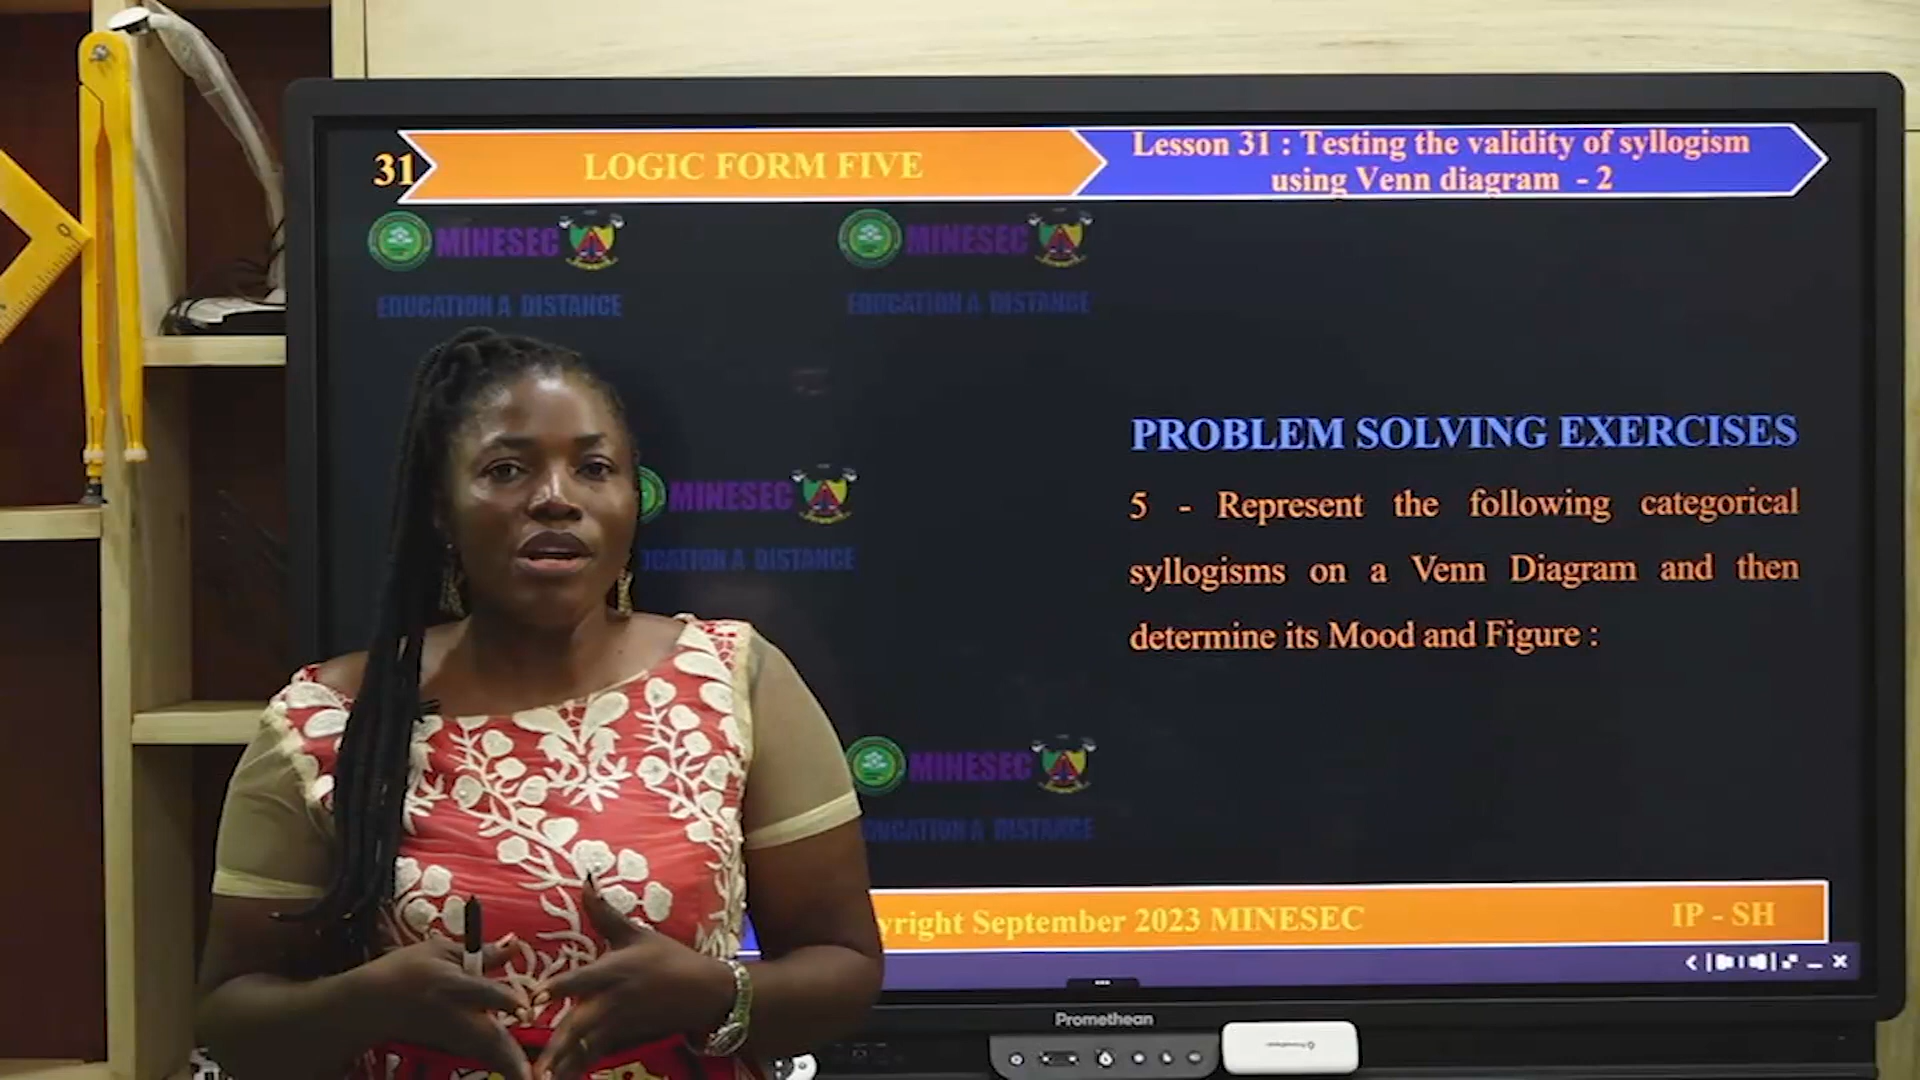 31
LOGIC FORM FIVE
Lesson 31 : Testing the validity of syllogism
using Venn diagram - 2
MINESEC
EDUCATION A DISTANCE
MINESEC
EDUCATION A DISTANCE
PROBLEM SOLVING EXERCISES
5 - Represent the following categorical
syllogisms on a Venn Diagram and then
determine its Mood and Figure :
MINESEC
A DISTANCE
MINESEC
A DISTANCE
September 2023 MINESEC
IP - SH
Promethean